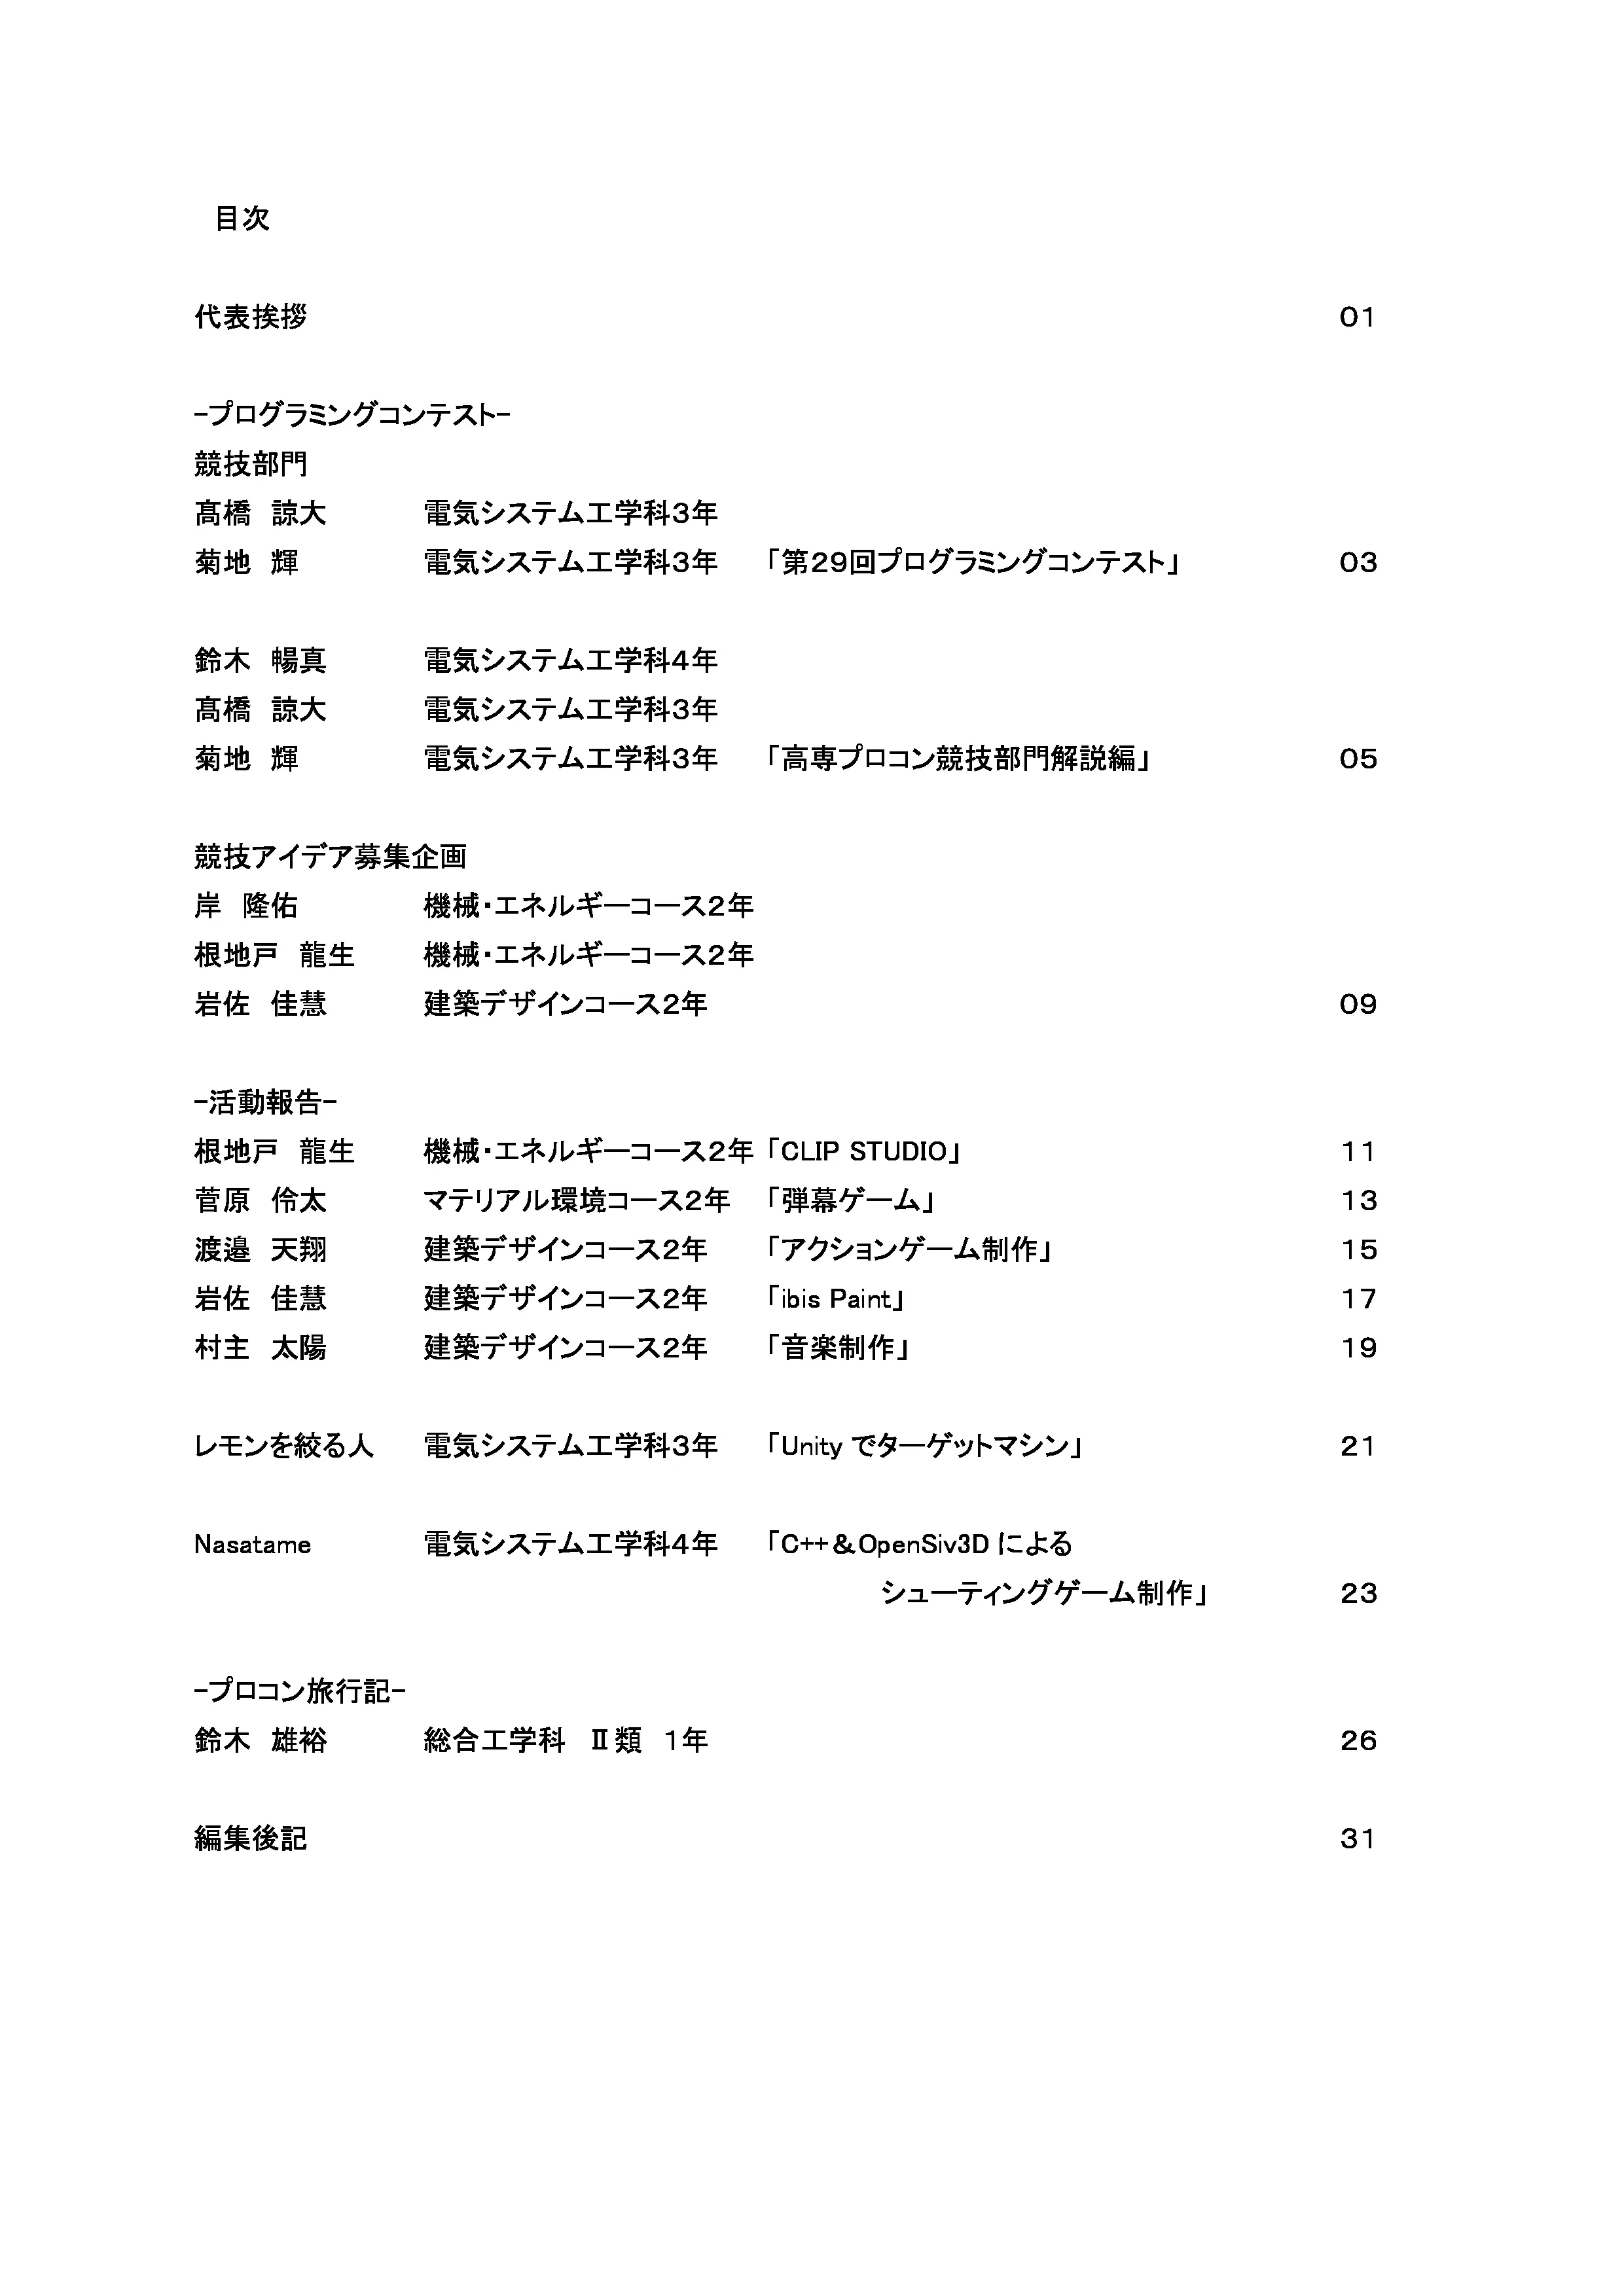 目次
代表挨拶 01
-プログラミングコンテスト-
競技部門
髙橋 諒大 電気システム工学科3年
菊地 輝 電気システム工学科3年 「第29回プログラミングコンテスト」 03
鈴木 暢真 電気システム工学科4年
髙橋 諒大 電気システム工学科3年
菊地 輝 電気システム工学科3年 「高専プロコン競技部門解説編」 05
競技アイデア募集企画
岸 隆佑 機械・エネルギーコース2年
根地戸 龍生 機械・エネルギーコース2年
岩佐 佳慧 建築デザインコース2年 09
-活動報告-
根地戸 龍生 機械・エネルギーコース2年 「CLIP STUDIO」 11
菅原 伶太 マテリアル環境コース2年 「弾幕ゲーム」 13
渡邉 天翔 建築デザインコース2年 「アクションゲーム制作」 15
岩佐 佳慧 建築デザインコース2年 「ibis Paint」 17
村主 太陽 建築デザインコース2年 「音楽制作」 19
レモンを絞る人 電気システム工学科3年 「Unity でターゲットマシン」 21
Nasatame 電気システム工学科4年 「C++＆OpenSiv3D による
シューティングゲーム制作」 23
-プロコン旅行記-
鈴木 雄裕 総合工学科 Ⅱ類 1年 26
編集後記 31